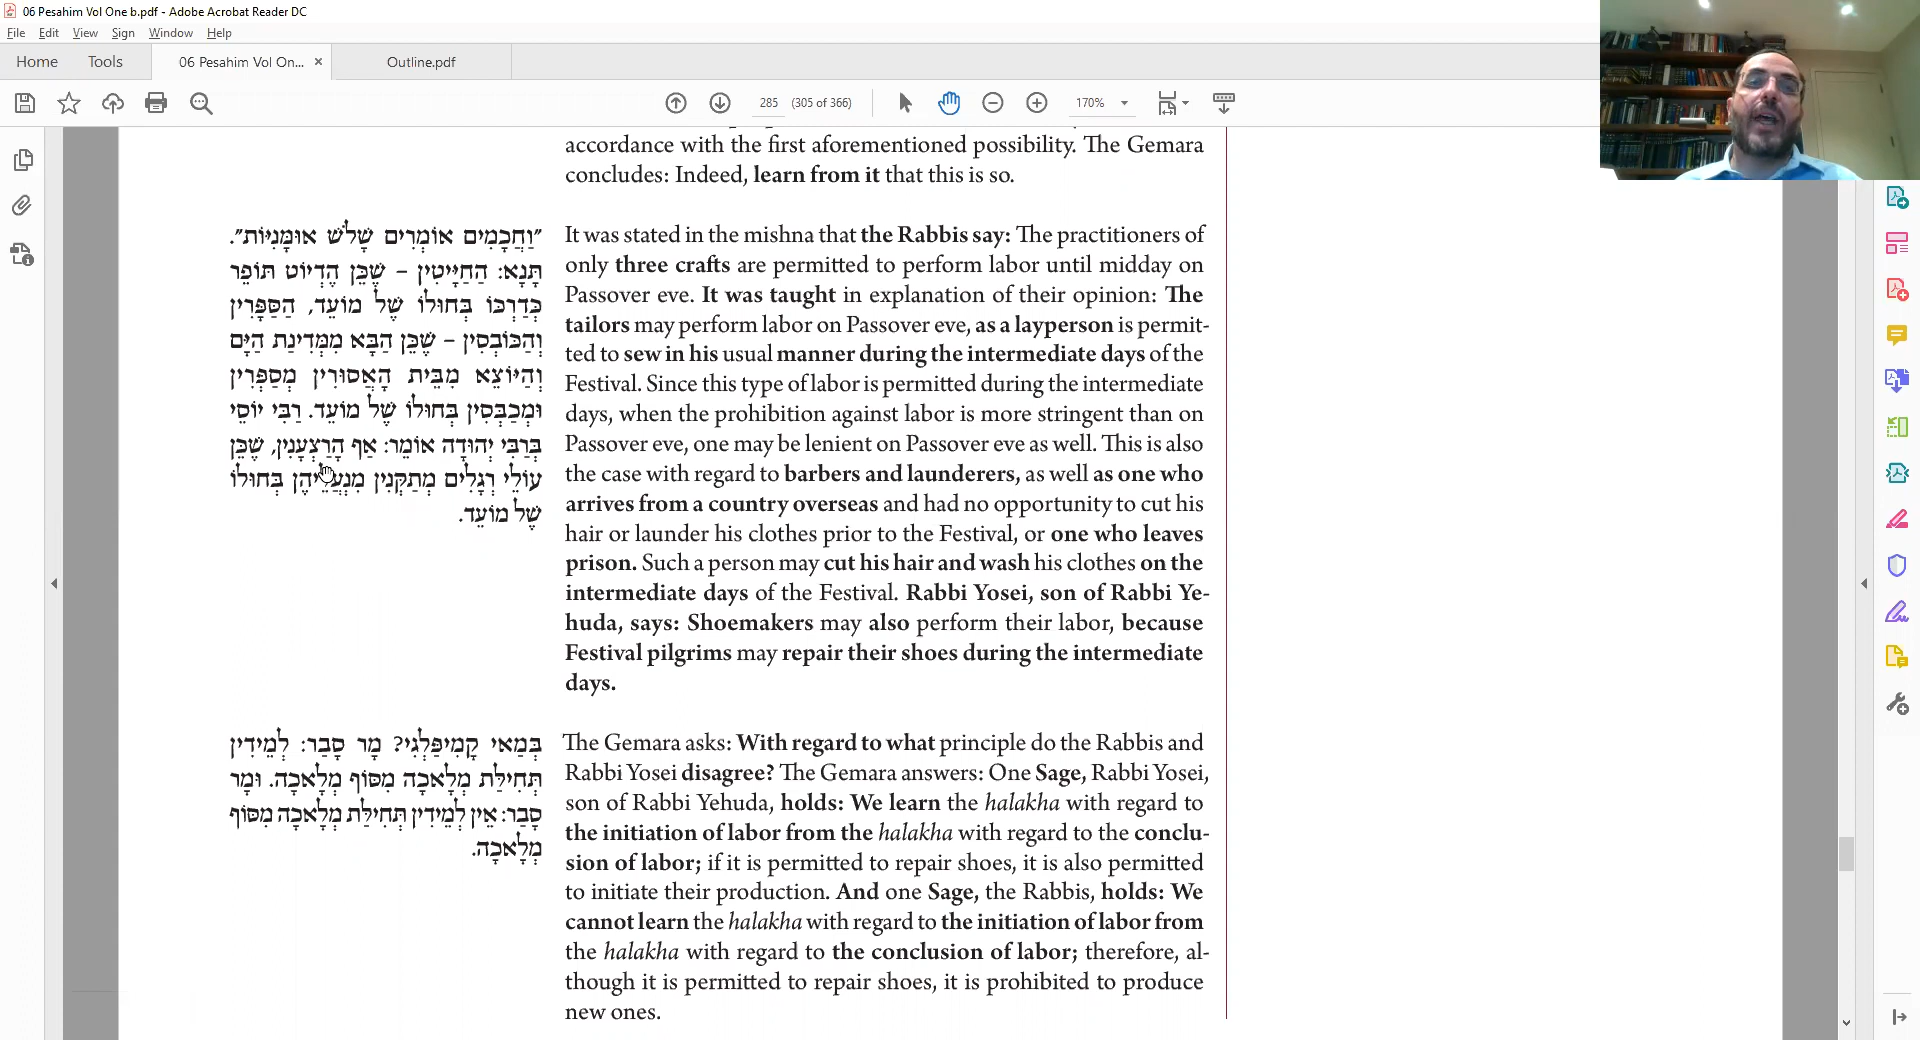 06 Pesahim Vol One b.pdf - Adobe Acrobat Reader DC
File Edit View Sign Window Help
Home Tools 06 Pesahim Vol On... × Outline.pdf
285 (305 of 366) 170%
accordance with the first aforementioned possibility. The Gemara
concludes: Indeed, learn from it that this is so.
״וַחֲכָמִים אוֹמְרִים שָׁלֹשׁ אוּמָּנִיּוֹת״.
תָּנָא: הַחַיָּיטִין – שֶׁכֵּן הֶדְיוֹט תּוֹפֵר
כְּדַרְכּוֹ בְּחוּלּוֹ שֶׁל מוֹעֵד, הַסַּפָּרִין
וְהַכּוֹבְסִין – שֶׁכֵּן הַבָּא מִמְּדִינַת הַיָּם
וְהַיּוֹצֵא מִבֵּית הָאֲסוּרִין מְסַפְּרִין
וּמְכַבְּסִין בְּחוּלּוֹ שֶׁל מוֹעֵד. רַבִּי יוֹסֵי
בְּרַבִּי יְהוּדָה אוֹמֵר: אַף הָרַצְעָנִין, שֶׁכֵּן
עוֹלֵי רְגָלִים מְתַקְּנִין מִנְעֲלֵיהֶן בְּחוּלּוֹ
שֶׁל מוֹעֵד.
It was stated in the mishna that the Rabbis say: The practitioners of
only three crafts are permitted to perform labor until midday on
Passover eve. It was taught in explanation of their opinion: The
tailors may perform labor on Passover eve, as a layperson is permit-
ted to sew in his usual manner during the intermediate days of the
Festival. Since this type of labor is permitted during the intermediate
days, when the prohibition against labor is more stringent than on
Passover eve, one may be lenient on Passover eve as well. This is also
the case with regard to barbers and launderers, as well as one who
arrives from a country overseas and had no opportunity to cut his
hair or launder his clothes prior to the Festival, or one who leaves
prison. Such a person may cut his hair and wash his clothes on the
intermediate days of the Festival. Rabbi Yosei, son of Rabbi Ye-
huda, says: Shoemakers may also perform their labor, because
Festival pilgrims may repair their shoes during the intermediate
days.
בְּמַאי קָמִיפַּלְגִי? מָר סָבַר: לְמֵידִין
תְּחִילַּת מְלָאכָה מִסּוֹף מְלָאכָה. וּמָר
סָבַר: אֵין לְמֵידִין תְּחִילַּת מְלָאכָה מִסּוֹף
מְלָאכָה.
The Gemara asks: With regard to what principle do the Rabbis and
Rabbi Yosei disagree? The Gemara answers: One Sage, Rabbi Yosei,
son of Rabbi Yehuda, holds: We learn the halakha with regard to
the initiation of labor from the halakha with regard to the conclu-
sion of labor; if it is permitted to repair shoes, it is also permitted
to initiate their production. And one Sage, the Rabbis, holds: We
cannot learn the halakha with regard to the initiation of labor from
the halakha with regard to the conclusion of labor; therefore, al-
though it is permitted to repair shoes, it is prohibited to produce
new ones.